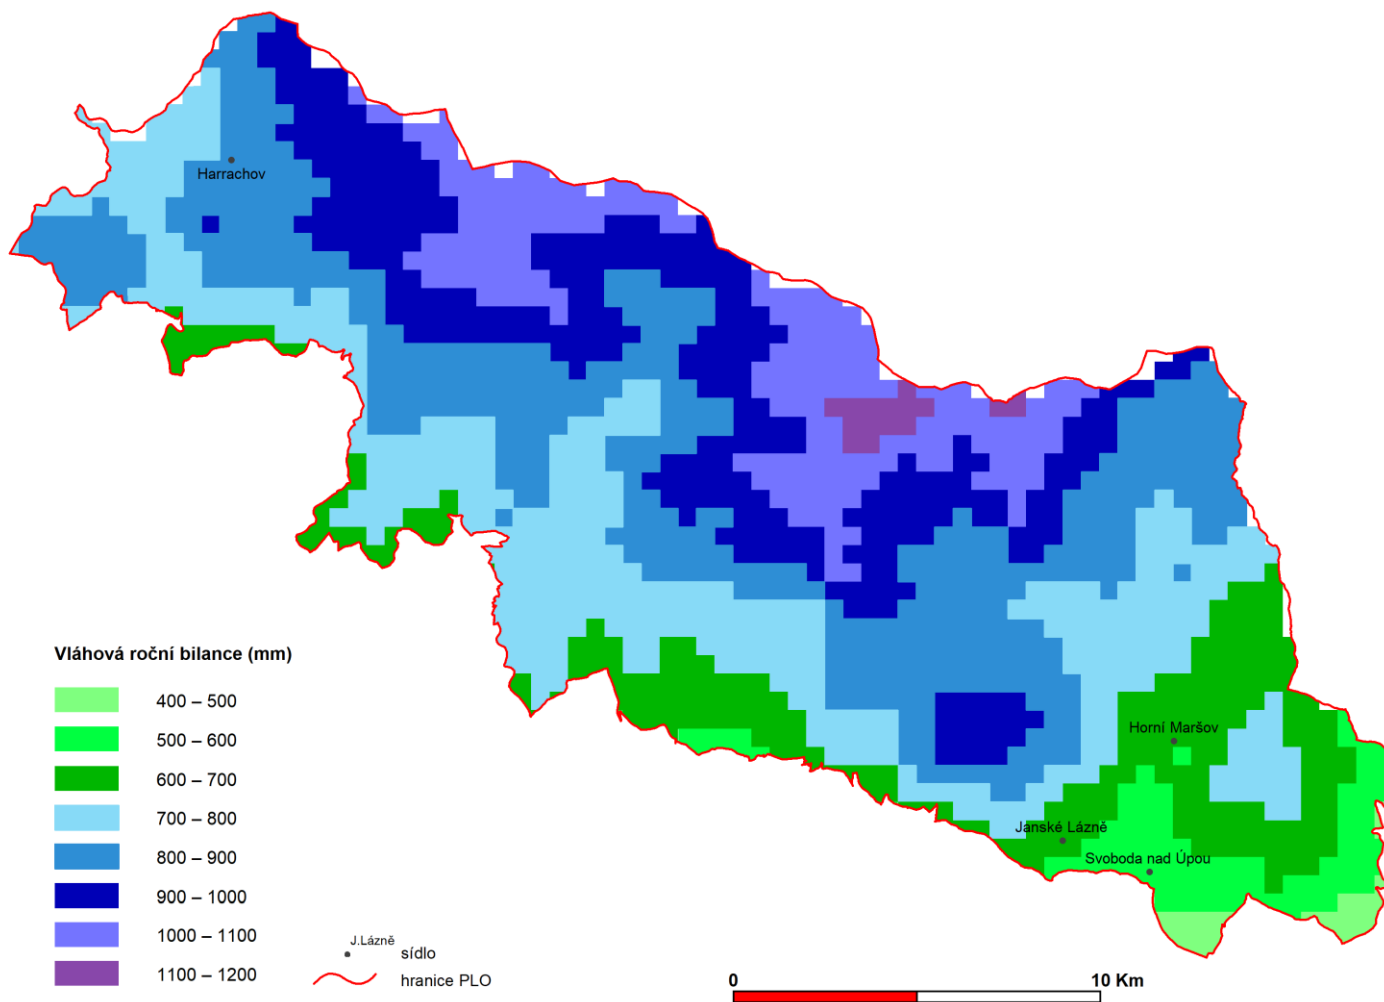 Harrachov
Vláhová roční bilance (mm)
400 – 500
500 – 600
600 – 700
700 – 800
800 – 900
900 – 1000
1000 – 1100
1100 – 1200
J.Lázně
sídlo
hranice PLO
Horní Maršov
Janské Lázně
Svoboda nad Úpou
0 10 Km